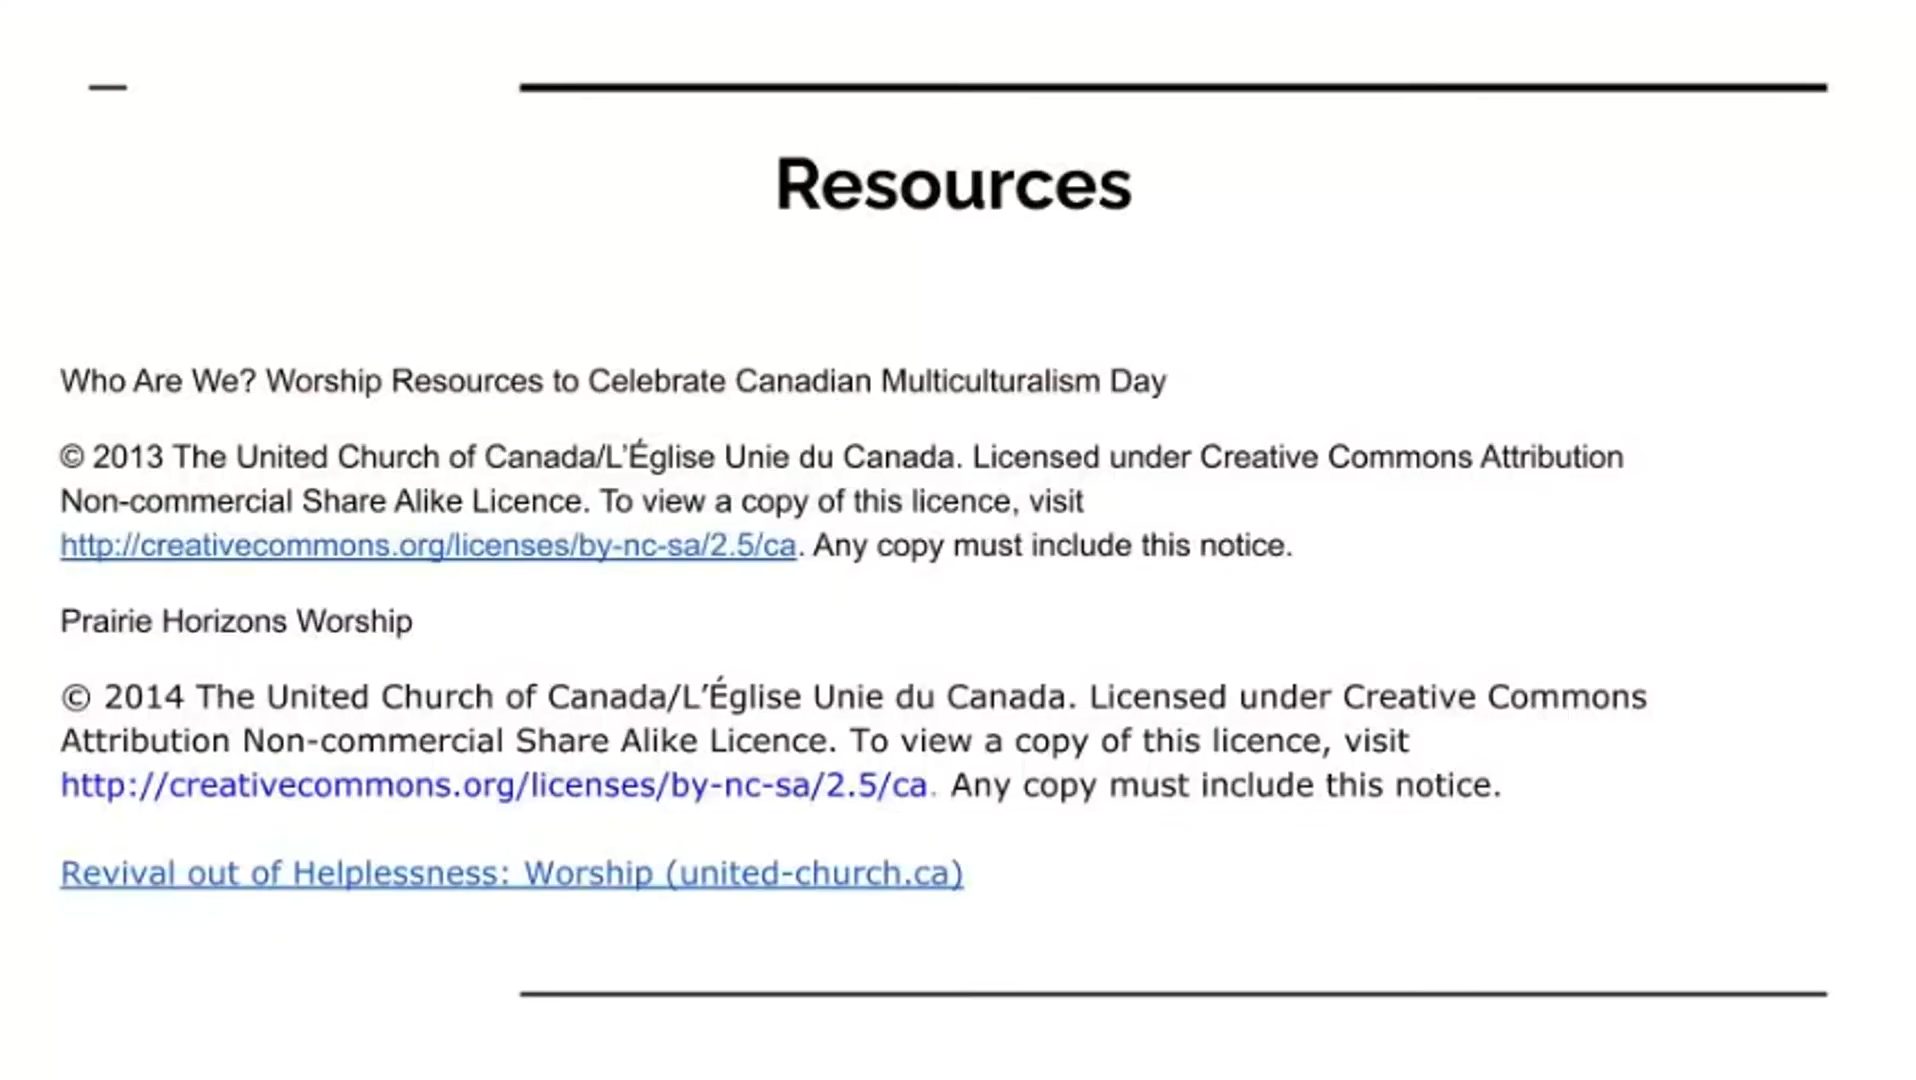 Resources
Who Are We? Worship Resources to Celebrate Canadian Multiculturalism Day
© 2013 The United Church of Canada/L’Église Unie du Canada. Licensed under Creative Commons Attribution
Non-commercial Share Alike Licence. To view a copy of this licence, visit
http://creativecommons.org/licenses/by-nc-sa/2.5/ca. Any copy must include this notice.
Prairie Horizons Worship
© 2014 The United Church of Canada/L’Église Unie du Canada. Licensed under Creative Commons
Attribution Non-commercial Share Alike Licence. To view a copy of this licence, visit
http://creativecommons.org/licenses/by-nc-sa/2.5/ca. Any copy must include this notice.
Revival out of Helplessness: Worship (united-church.ca)